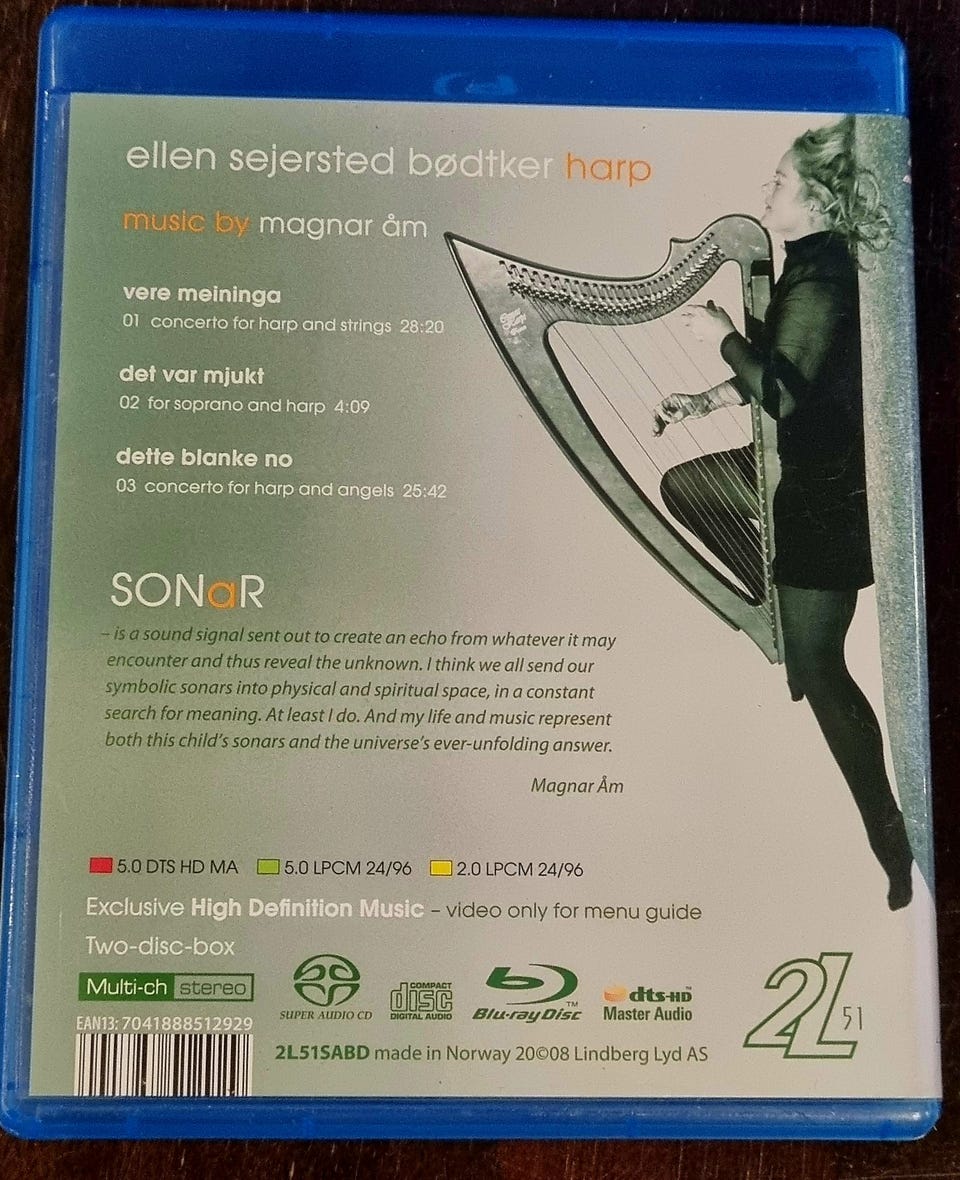 ellen sejersted bødtker harp
music by magnar åm
vere meininga
01 concerto for harp and strings 28:20
det var mjukt
02 for soprano and harp 4:09
dette blanke no
03 concerto for harp and angels 25:42
SONaR
– is a sound signal sent out to create an echo from whatever it may
encounter and thus reveal the unknown. I think we all send our
symbolic sonars into physical and spiritual space, in a constant
search for meaning. At least I do. And my life and music represent
both this child's sonars and the universe's ever-unfolding answer.
Magnar Åm
5.0 DTS HD MA 5.0 LPCM 24/96 2.0 LPCM 24/96
Exclusive High Definition Music – video only for menu guide
Two-disc-box
Multi-ch stereo
SUPER AUDIO CD
COMPACT
disc
DIGITAL AUDIO
Blu-ray Disc™
dts-HD™
Master Audio
2L 51
EAN13: 7041888512929
2L51SABD made in Norway 20©08 Lindberg Lyd AS